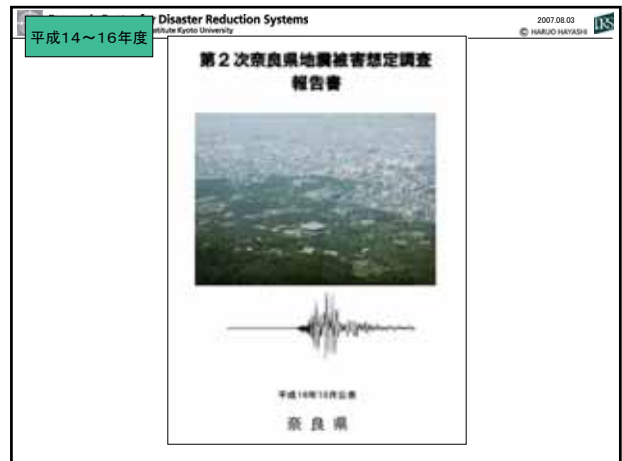 Disaster Reduction Systems
Kyoto University
2007.08.03
© HARUO HAYASHI
平成14~16年度
第2次奈良県地震被害想定調査
報告書
平成16年10月公表
奈良県